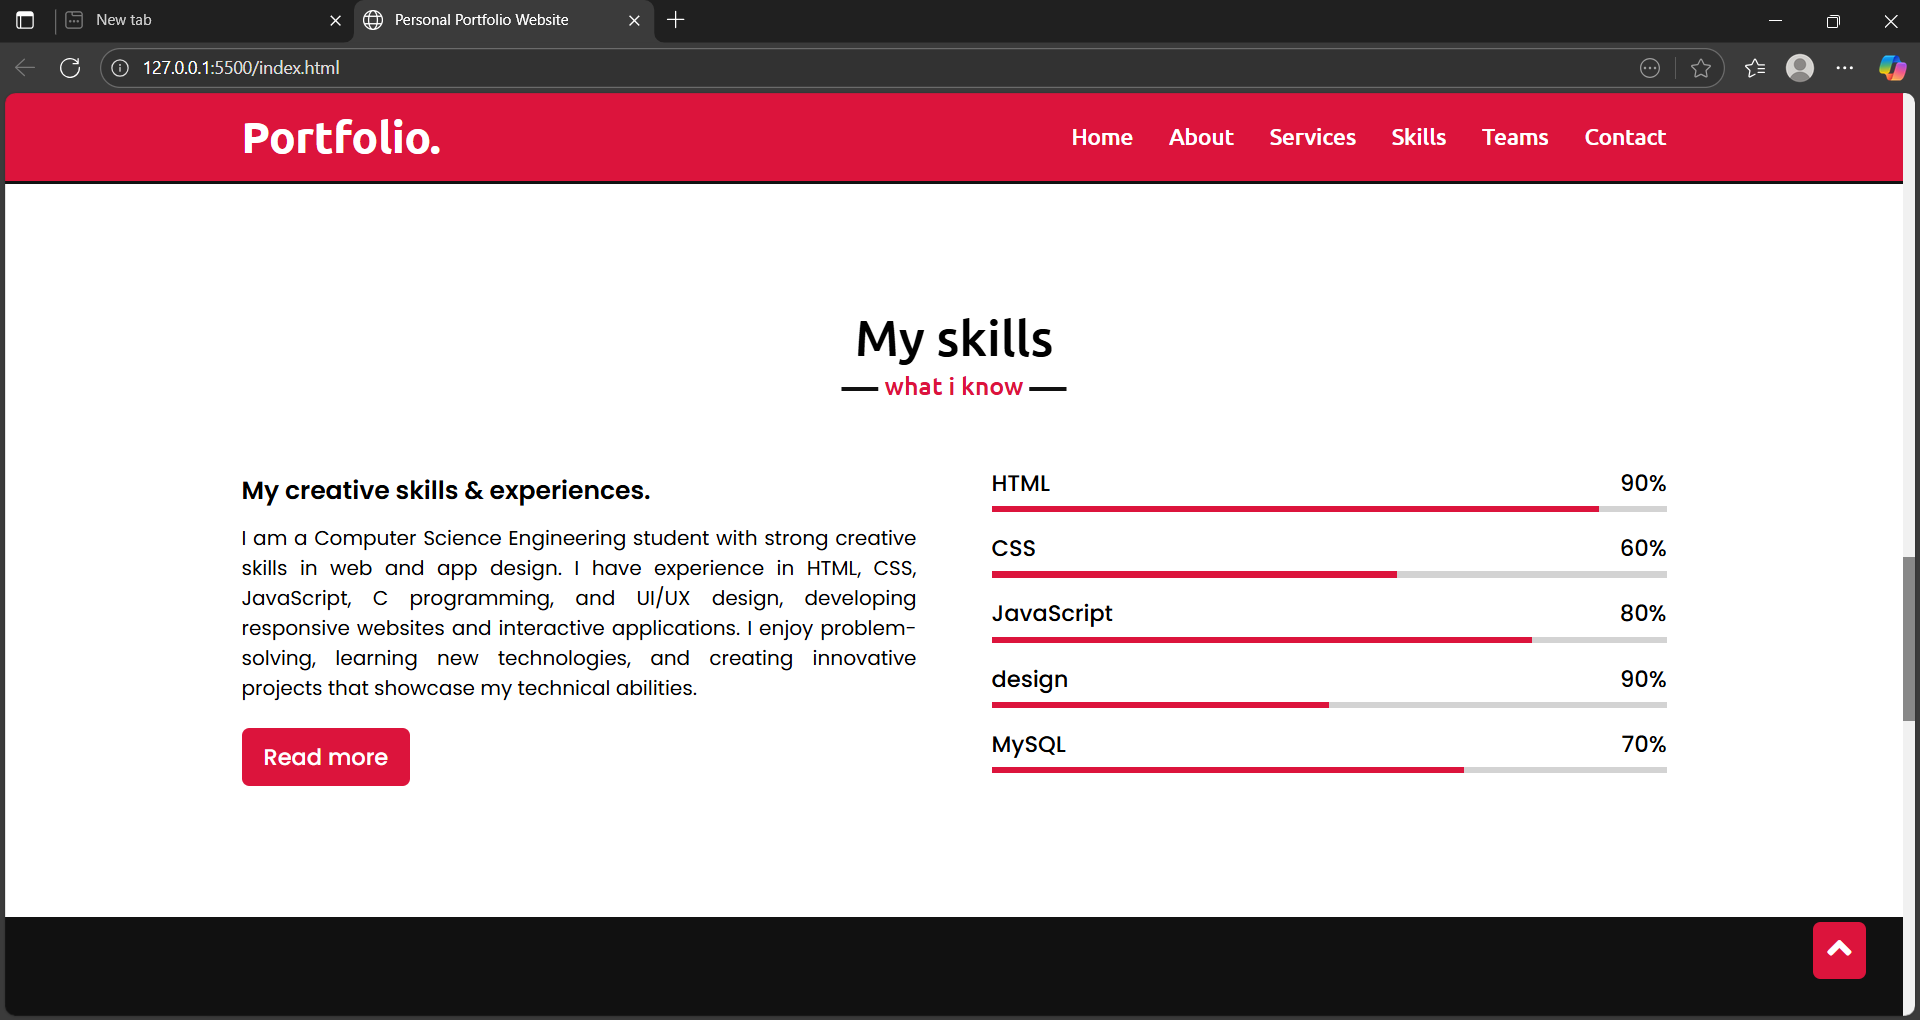 New tab
Personal Portfolio Website
127.0.0.1:5500/index.html
Portfolio.
Home About Services Skills Teams Contact
My skills
what i know
My creative skills & experiences.
I am a Computer Science Engineering student with strong creative
skills in web and app design. I have experience in HTML, CSS,
JavaScript, C programming, and UI/UX design, developing
responsive websites and interactive applications. I enjoy problem-
solving, learning new technologies, and creating innovative
projects that showcase my technical abilities.
Read more
HTML 90%
CSS 60%
JavaScript 80%
design 90%
MySQL 70%